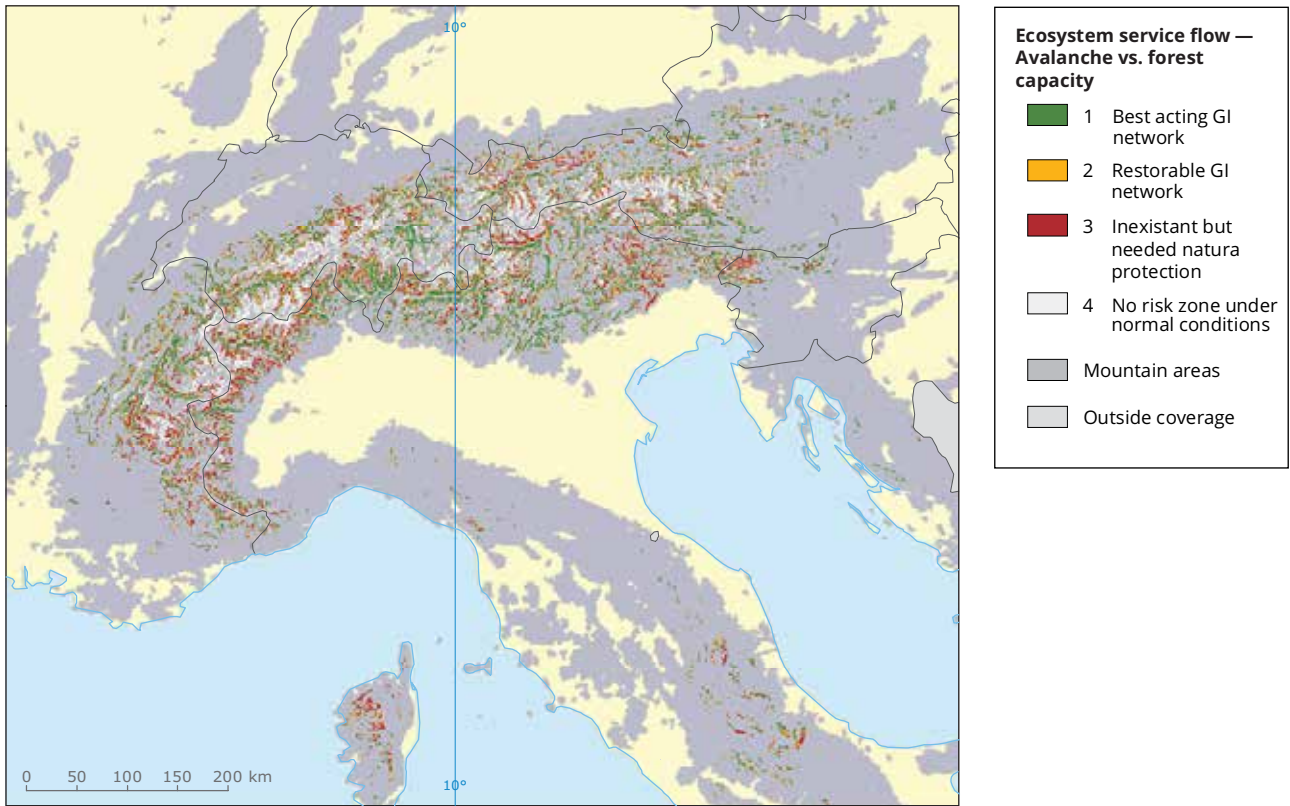 10°
Ecosystem service flow —
Avalanche vs. forest
capacity
1 Best acting GI
network
2 Restorable GI
network
3 Inexistant but
needed natura
protection
4 No risk zone under
normal conditions
Mountain areas
Outside coverage
0 50 100 150 200 km
10°